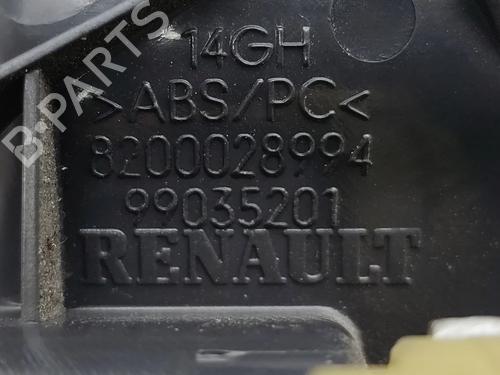 14GH
>ABS/PC<
8200028994
99035201
RENAULT
B-PARTS